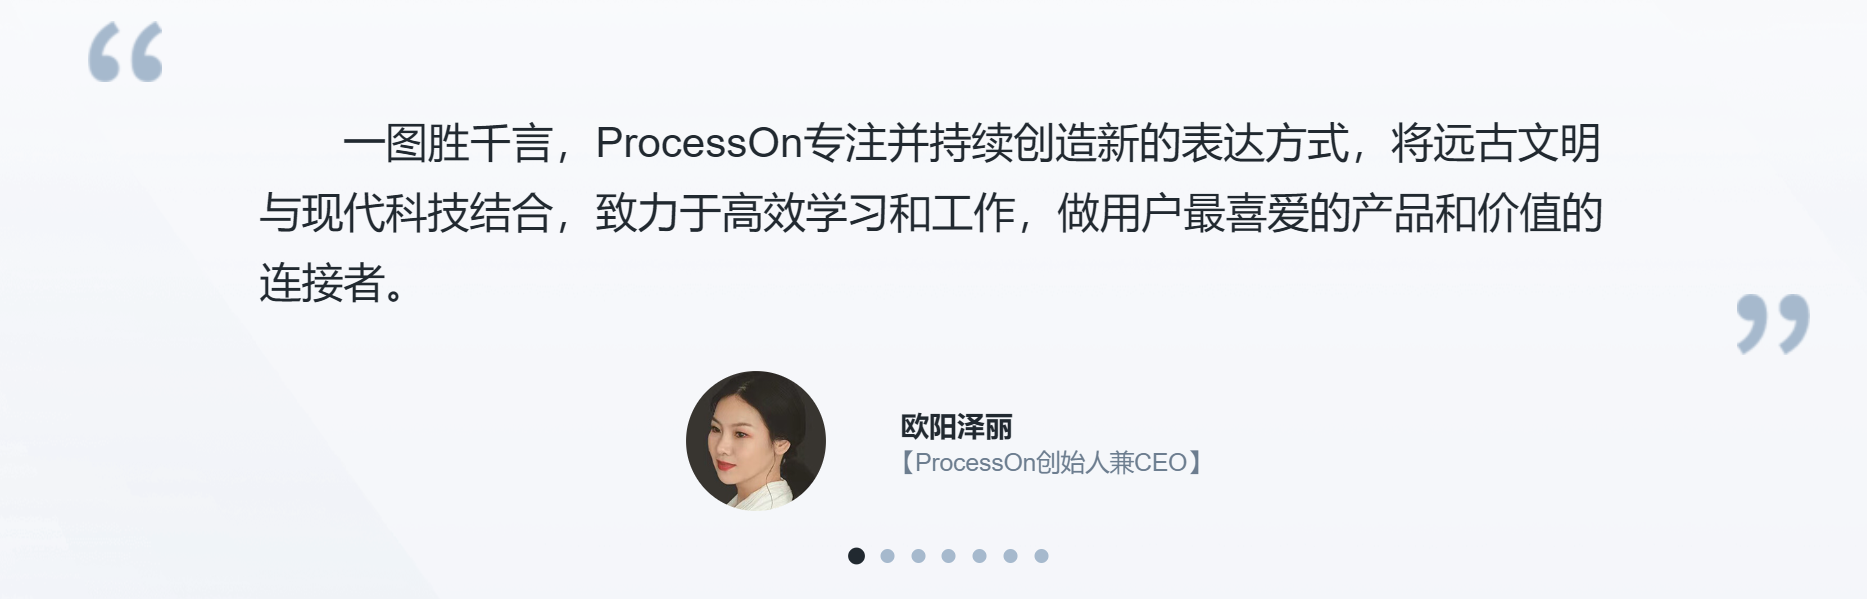 “
一图胜千言，ProcessOn专注并持续创造新的表达方式，将远古文明
与现代科技结合，致力于高效学习和工作，做用户最喜爱的产品和价值的
连接者。
”
欧阳泽丽
【ProcessOn创始人兼CEO】